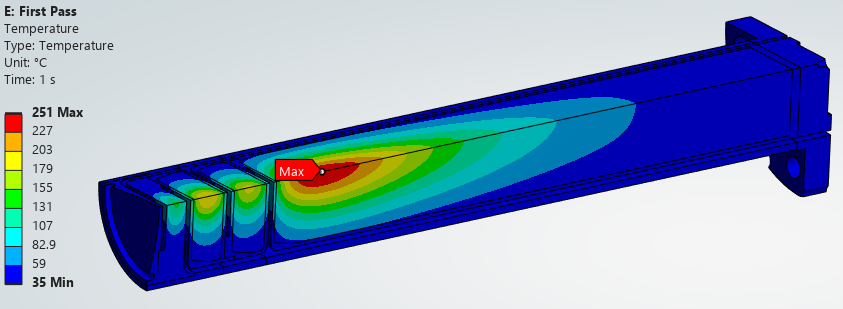 E: First Pass
Temperature
Type: Temperature
Unit: °C
Time: 1 s
251 Max
227
203
179
155
131
107
82.9
59
35 Min
Max